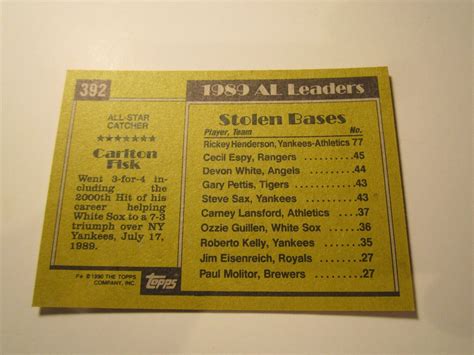 392
ALL-STAR
CATCHER
★★★★★★★
Carlton
Fisk
Went 3-for-4 in-
cluding the
2000th Hit of his
career helping
White Sox to a 7-3
triumph over NY
Yankees, July 17,
1989.
1989 AL Leaders
Stolen Bases
Player, Team No.
Rickey Henderson, Yankees-Athletics 77
Cecil Espy, Rangers .....45
Devon White, Angels .....44
Gary Pettis, Tigers .....43
Steve Sax, Yankees .....43
Carney Lansford, Athletics .....37
Ozzie Guillen, White Sox .....36
Roberto Kelly, Yankees .....35
Jim Eisenreich, Royals .....27
Paul Molitor, Brewers .....27
©1990 THE TOPPS
COMPANY, INC.
TOPPS